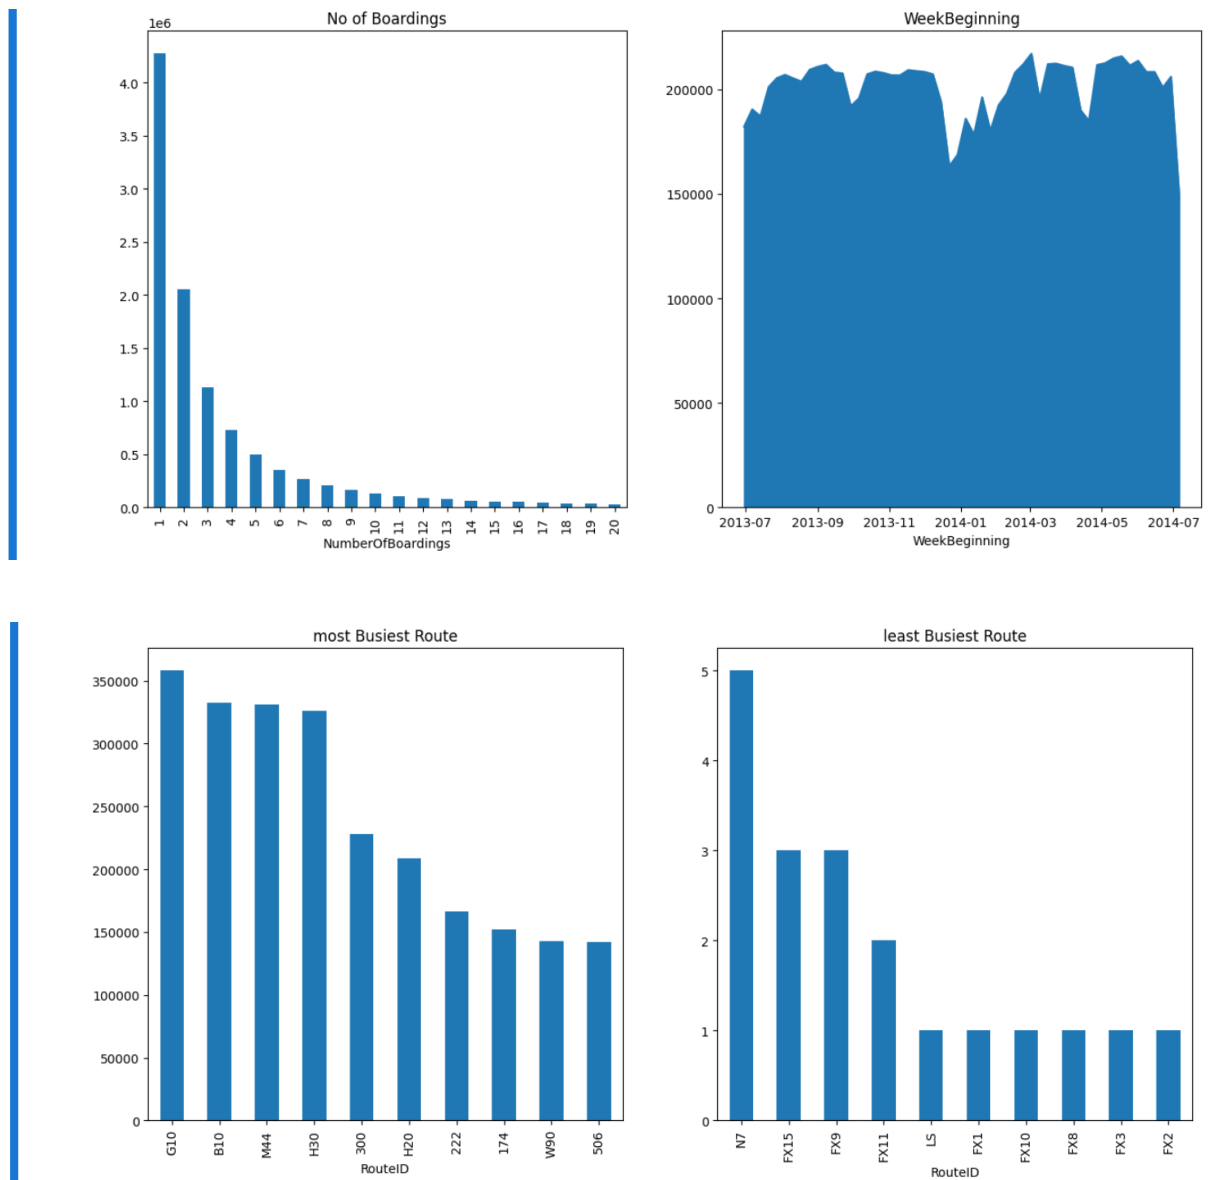 No of Boardings
1e6
4.0
3.5
3.0
2.5
2.0
1.5
1.0
0.5
0.0
1 2 3 4 5 6 7 8 9 10 11 12 13 14 15 16 17 18 19 20
NumberOfBoardings
WeekBeginning
200000
150000
100000
50000
0
2013-07 2013-09 2013-11 2014-01 2014-03 2014-05 2014-07
WeekBeginning
most Busiest Route
350000
300000
250000
200000
150000
100000
50000
0
G10 B10 M44 H30 300 H20 222 174 W90 506
RouteID
least Busiest Route
5
4
3
2
1
0
N7 FX15 FX9 FX11 LS FX1 FX10 FX8 FX3 FX2
RouteID